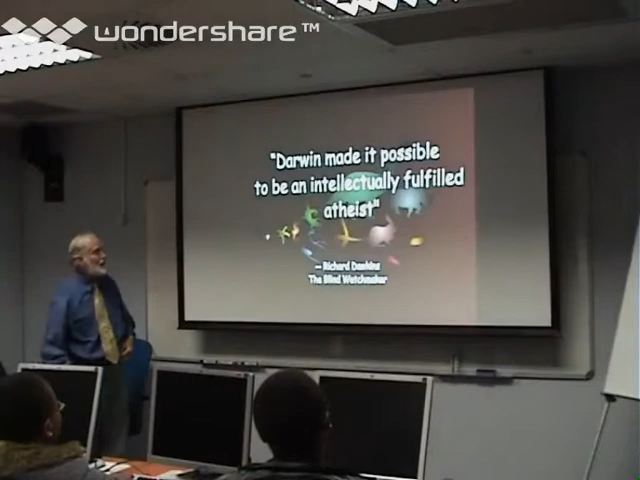 wondershare™
"Darwin made it possible
to be an intellectually fulfilled
atheist"
— Richard Dawkins
The Blind Watchmaker